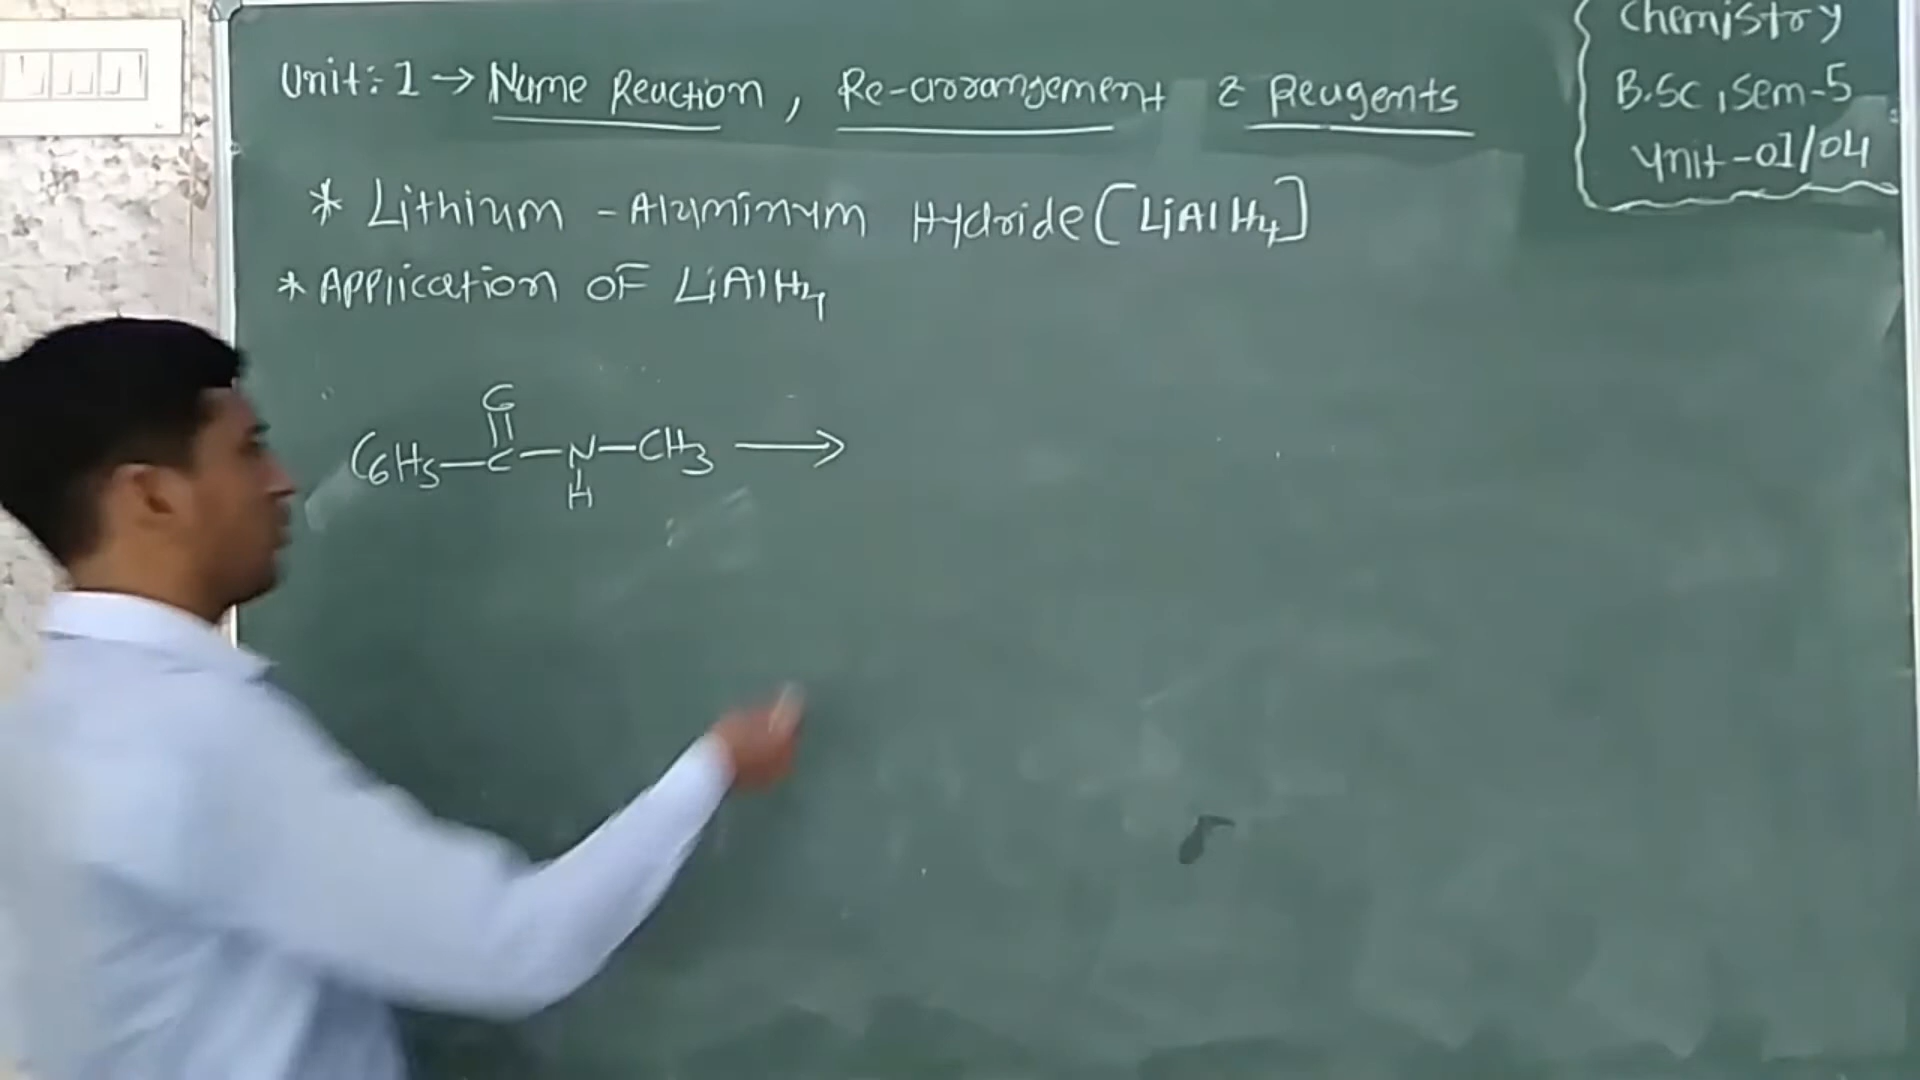 Unit:1 → Name Reaction, Re-arrangement & Reagents
Chemistry
B.SC, Sem-5
Unit-01/04
* Lithium-Aluminum Hydride [LiAlH4]
* Application OF LiAlH4
O
||
C6H5—C—N—CH3 ⟶
|
H